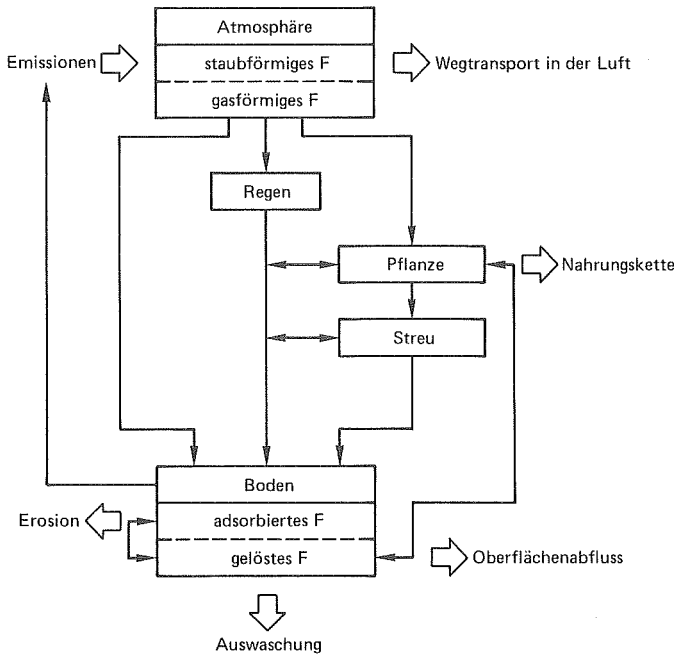 Atmosphäre
Emissionen
staubförmiges F
Wegtransport in der Luft
gasförmiges F
Regen
Pflanze
Nahrungskette
Streu
Boden
Erosion
adsorbiertes F
gelöstes F
Oberflächenabfluss
Auswaschung